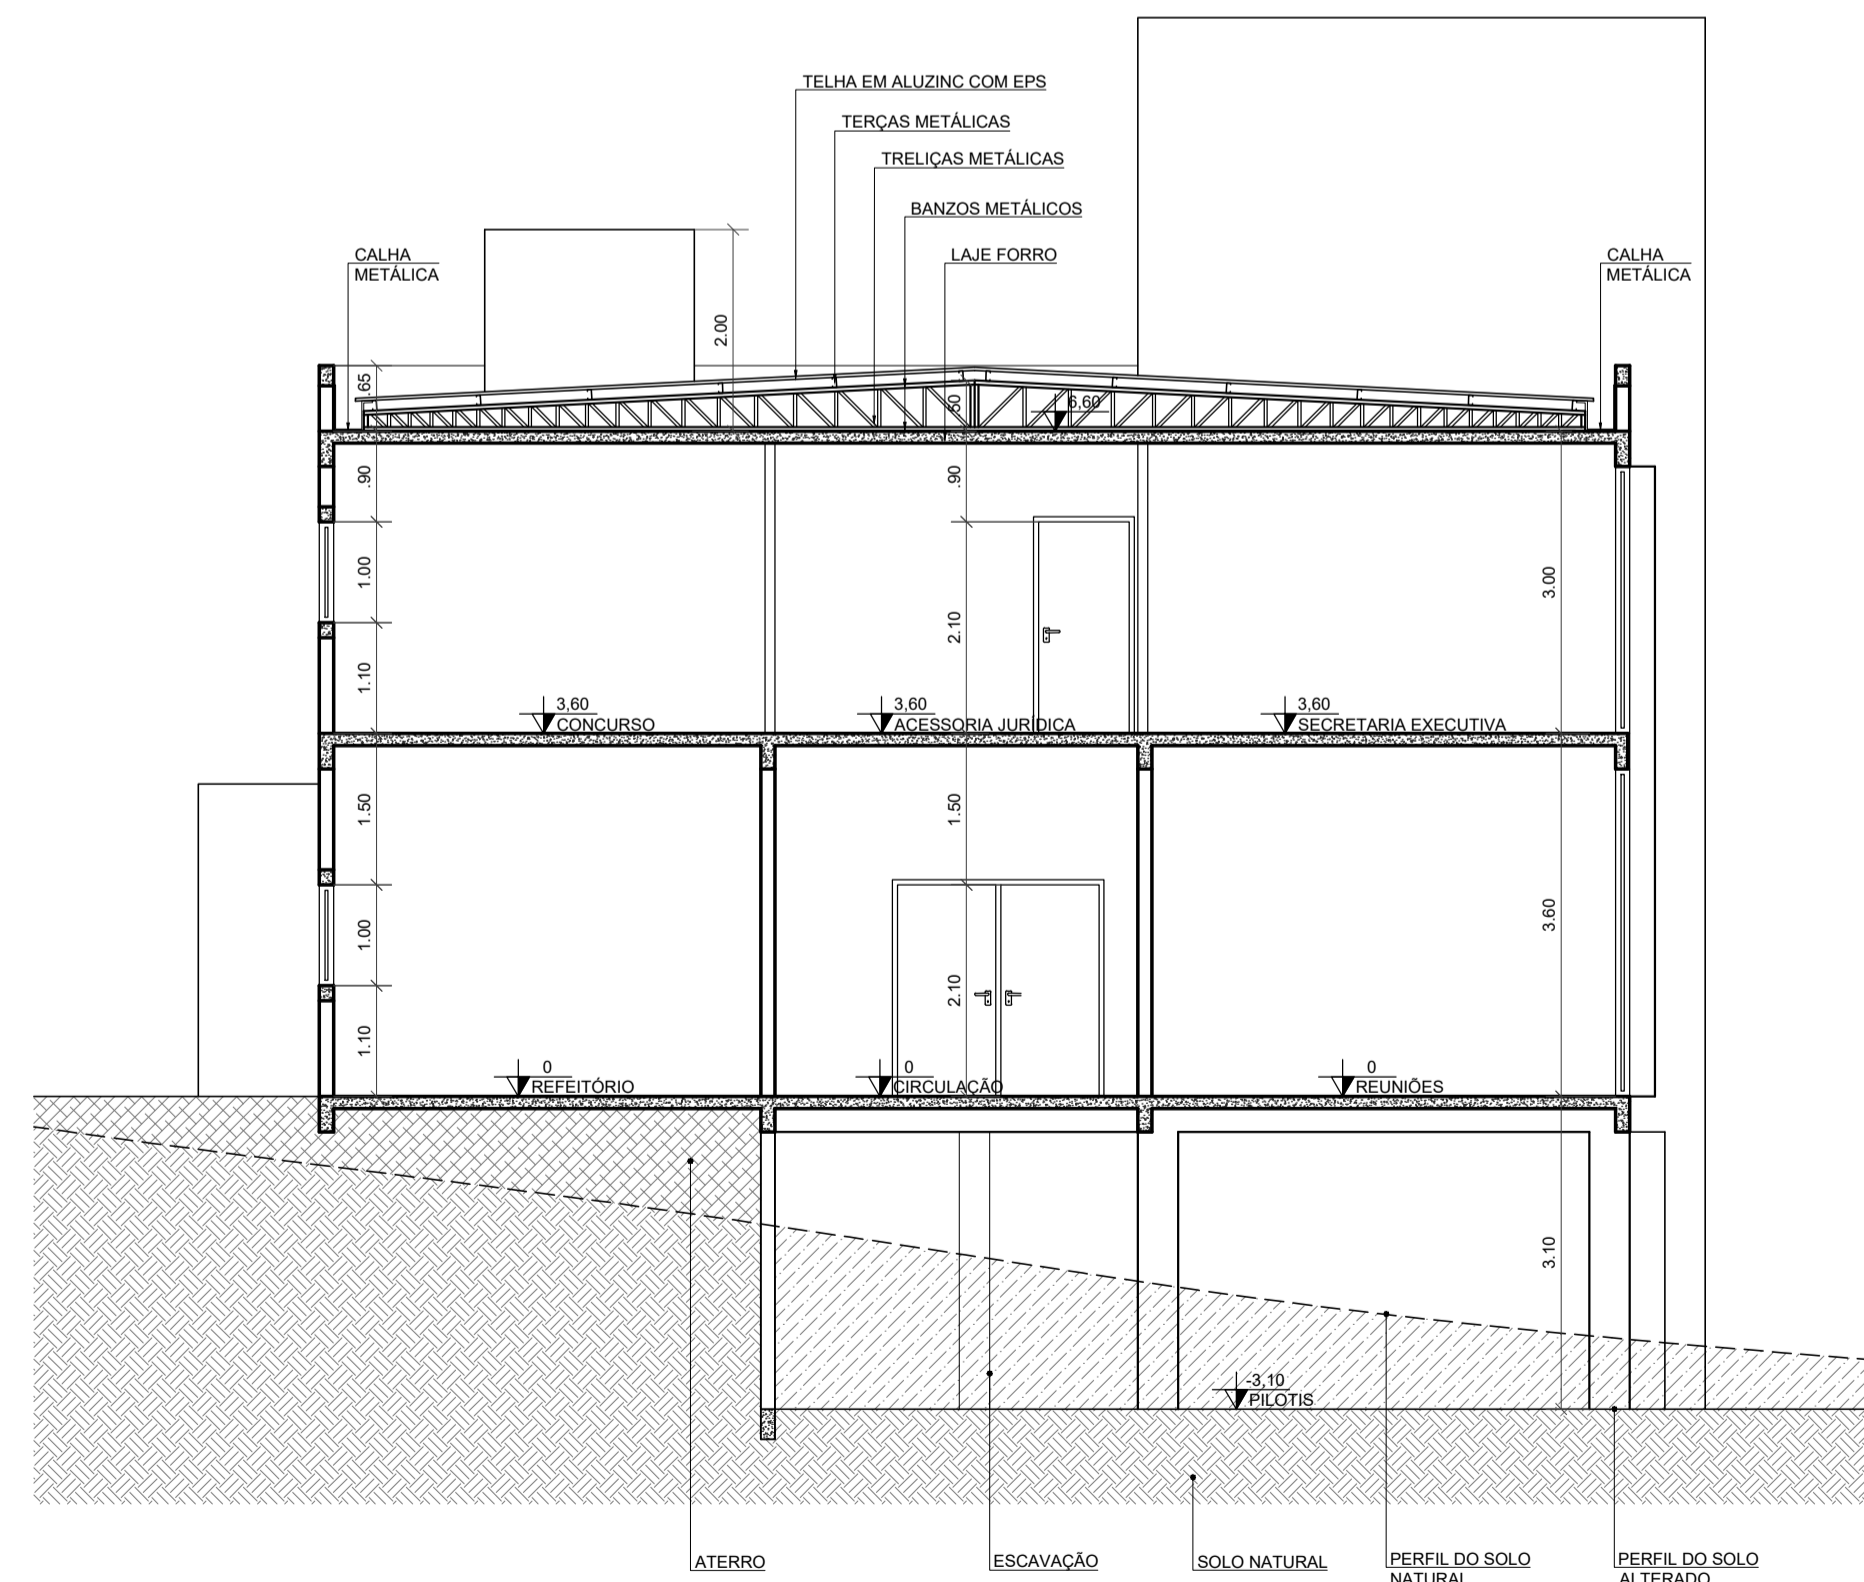 TELHA EM ALUZINC COM EPS
TERÇAS METÁLICAS
TRELIÇAS METÁLICAS
BANZOS METÁLICOS
CALHA
METÁLICA
LAJE FORRO
CALHA
METÁLICA
2.00
.65
.60
6,60
.90
.90
1.00
2.10
3.00
1.10
3,60
CONCURSO
3,60
ACESSORIA JURÍDICA
3,60
SECRETARIA EXECUTIVA
1.50
1.50
1.00
2.10
3.60
1.10
0
REFEITÓRIO
0
CIRCULAÇÃO
0
REUNIÕES
3.10
-3,10
PILOTIS
ATERRO
ESCAVAÇÃO
SOLO NATURAL
PERFIL DO SOLO
NATURAL
PERFIL DO SOLO
ALTERADO